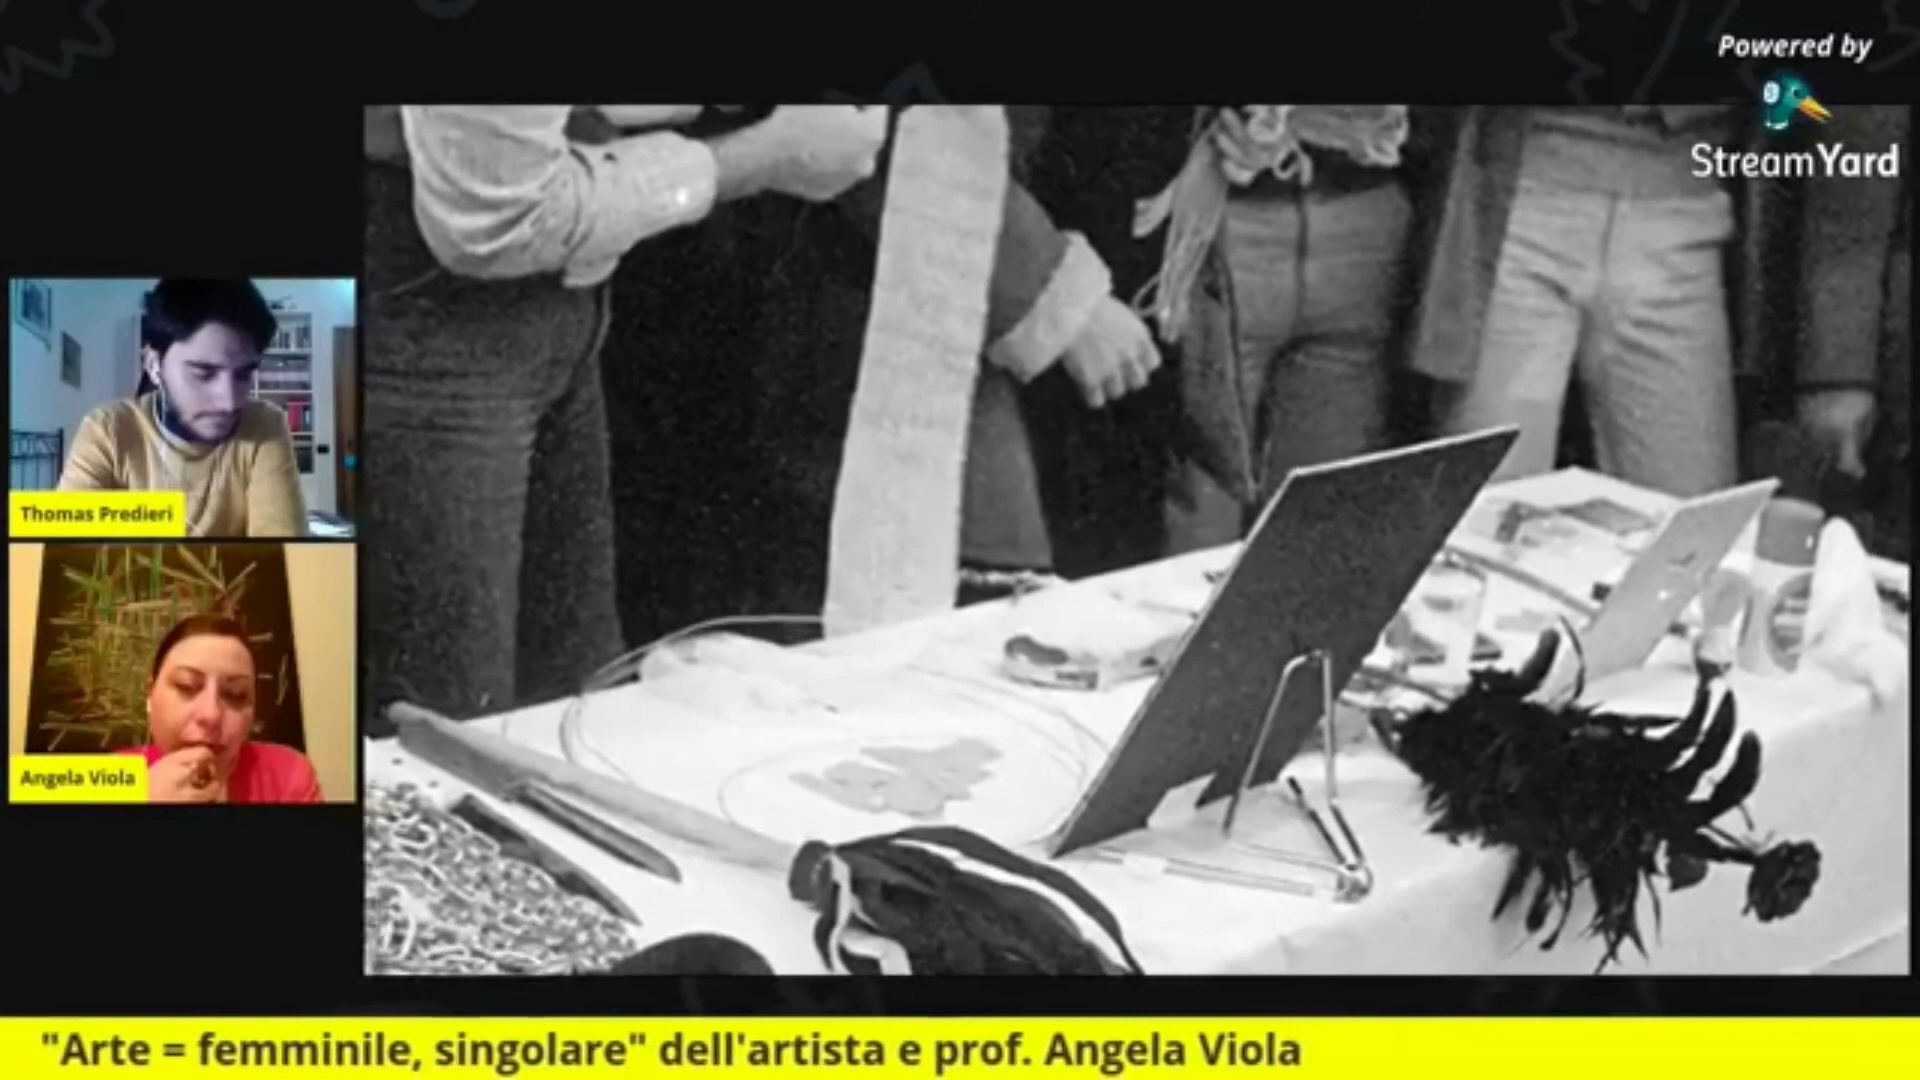 Powered by
StreamYard
Thomas Predieri
Angela Viola
"Arte = femminile, singolare" dell'artista e prof. Angela Viola